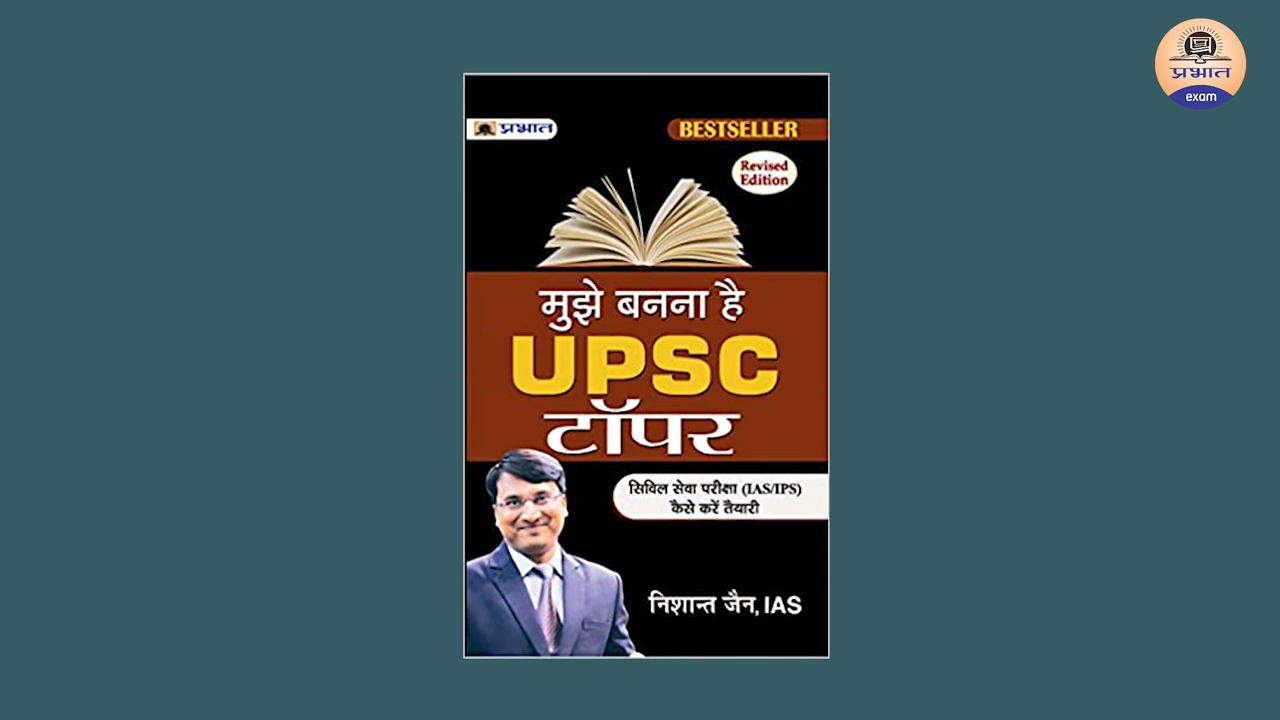 प्रभात
exam
प्रभात
BESTSELLER
Revised
Edition
मुझे बनना है
UPSC
टॉपर
सिविल सेवा परीक्षा (IAS/IPS)
कैसे करें तैयारी
निशान्त जैन, IAS